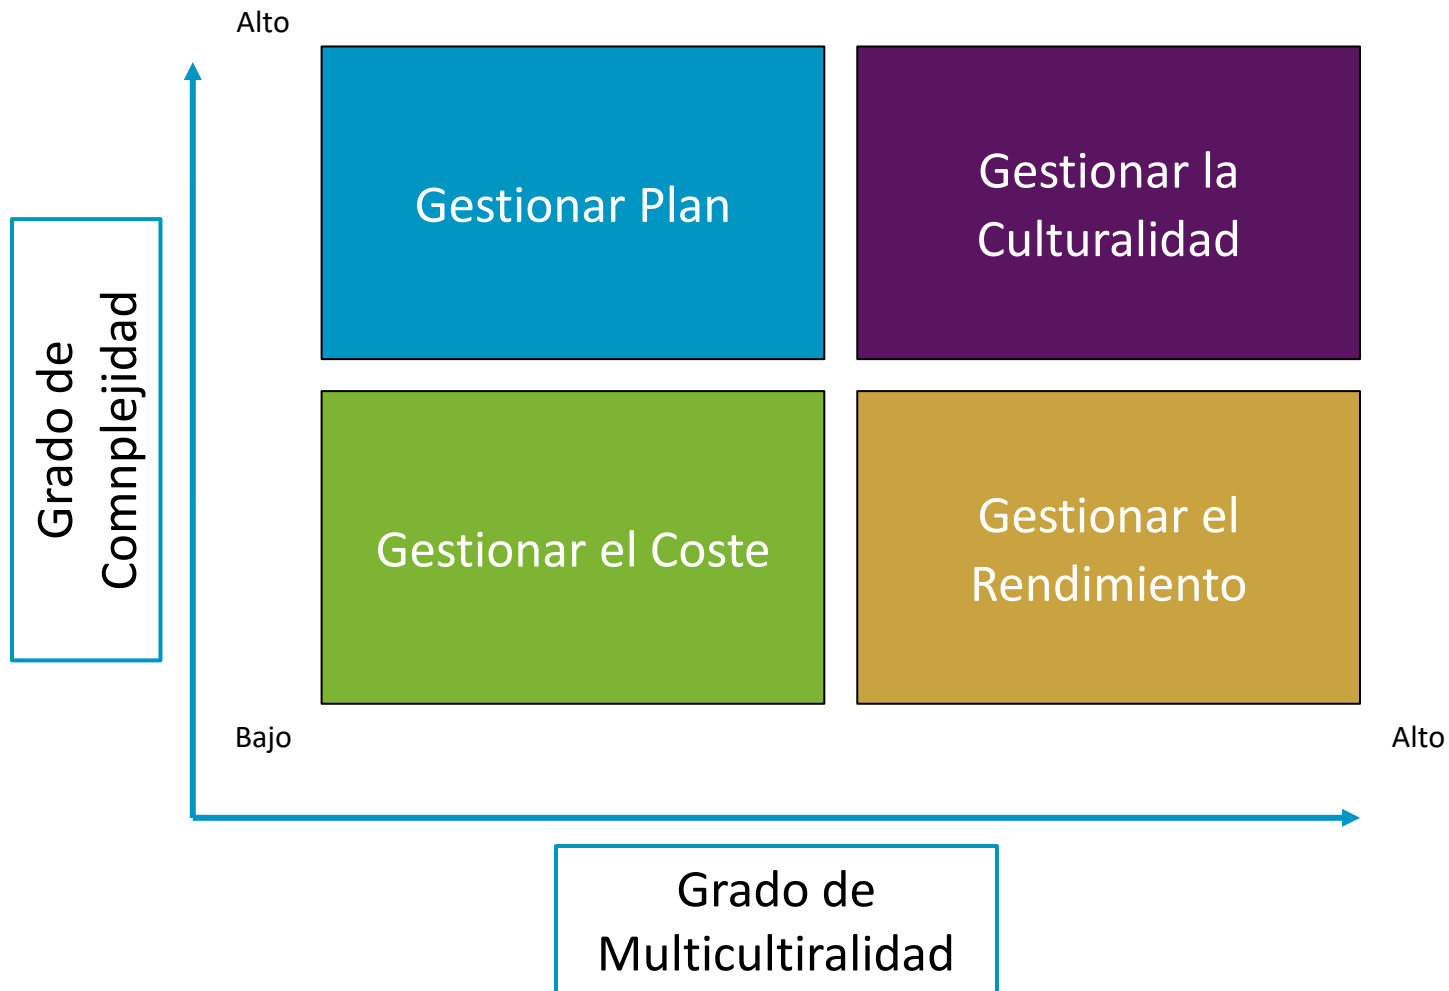 Alto
Gestionar Plan
Gestionar la
Culturalidad
Grado de
Comnplejidad
Gestionar el Coste
Gestionar el
Rendimiento
Bajo
Alto
Grado de
Multicultiralidad